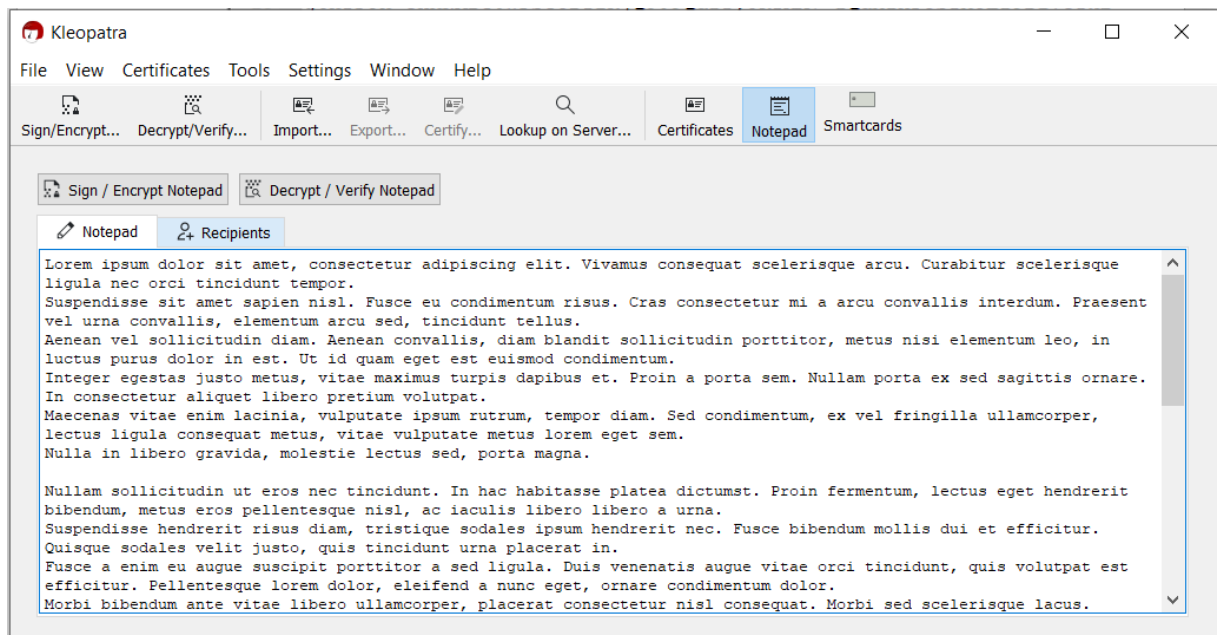 Kleopatra
File View Certificates Tools Settings Window Help
Sign/Encrypt... Decrypt/Verify... Import... Export... Certify... Lookup on Server... Certificates Notepad Smartcards
Sign / Encrypt Notepad Decrypt / Verify Notepad
Notepad Recipients
Lorem ipsum dolor sit amet, consectetur adipiscing elit. Vivamus consequat scelerisque arcu. Curabitur scelerisque
ligula nec orci tincidunt tempor.
Suspendisse sit amet sapien nisl. Fusce eu condimentum risus. Cras consectetur mi a arcu convallis interdum. Praesent
vel urna convallis, elementum arcu sed, tincidunt tellus.
Aenean vel sollicitudin diam. Aenean convallis, diam blandit sollicitudin porttitor, metus nisi elementum leo, in
luctus purus dolor in est. Ut id quam eget est euismod condimentum.
Integer egestas justo metus, vitae maximus turpis dapibus et. Proin a porta sem. Nullam porta ex sed sagittis ornare.
In consectetur aliquet libero pretium volutpat.
Maecenas vitae enim lacinia, vulputate ipsum rutrum, tempor diam. Sed condimentum, ex vel fringilla ullamcorper,
lectus ligula consequat metus, vitae vulputate metus lorem eget sem.
Nulla in libero gravida, molestie lectus sed, porta magna.
Nullam sollicitudin ut eros nec tincidunt. In hac habitasse platea dictumst. Proin fermentum, lectus eget hendrerit
bibendum, metus eros pellentesque nisl, ac iaculis libero libero a urna.
Suspendisse hendrerit risus diam, tristique sodales ipsum hendrerit nec. Fusce bibendum mollis dui et efficitur.
Quisque sodales velit justo, quis tincidunt urna placerat in.
Fusce a enim eu augue suscipit porttitor a sed ligula. Duis venenatis augue vitae orci tincidunt, quis volutpat est
efficitur. Pellentesque lorem dolor, eleifend a nunc eget, ornare condimentum dolor.
Morbi bibendum ante vitae libero ullamcorper, placerat consectetur nisl consequat. Morbi sed scelerisque lacus.